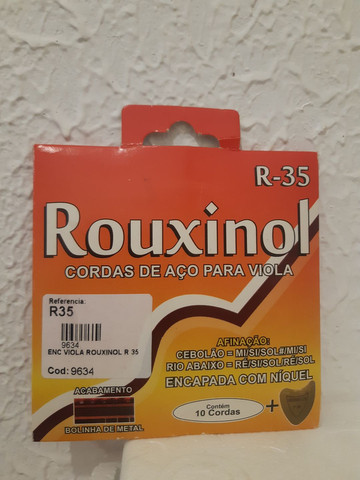 R-35
Rouxinol
CORDAS DE AÇO PARA VIOLA
Referencia:
R35
9634
ENC VIOLA ROUXINOL R 35
Cod: 9634
AFINAÇÃO:
CEBOLÃO = MI/SI/SOL#/MI/SI
RIO ABAIXO = RÉ/SI/SOL/RÉ/SOL
ENCAPADA COM NÍQUEL
Contém
10 Cordas
+
ACABAMENTO
BOLINHA DE METAL